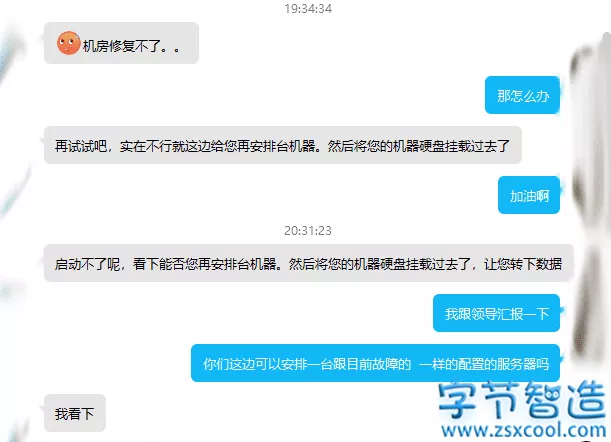 19:34:34
机房修复不了。。
那怎么办
再试试吧，实在不行就这边给您再安排台机器。然后将您的机器硬盘挂载过去了
加油啊
20:31:23
启动不了呢，看下能否您再安排台机器。然后将您的机器硬盘挂载过去了，让您转下数据
我跟领导汇报一下
你们这边可以安排一台跟目前故障的 一样的配置的服务器吗
我看下
字节智造
www.zsxcool.com